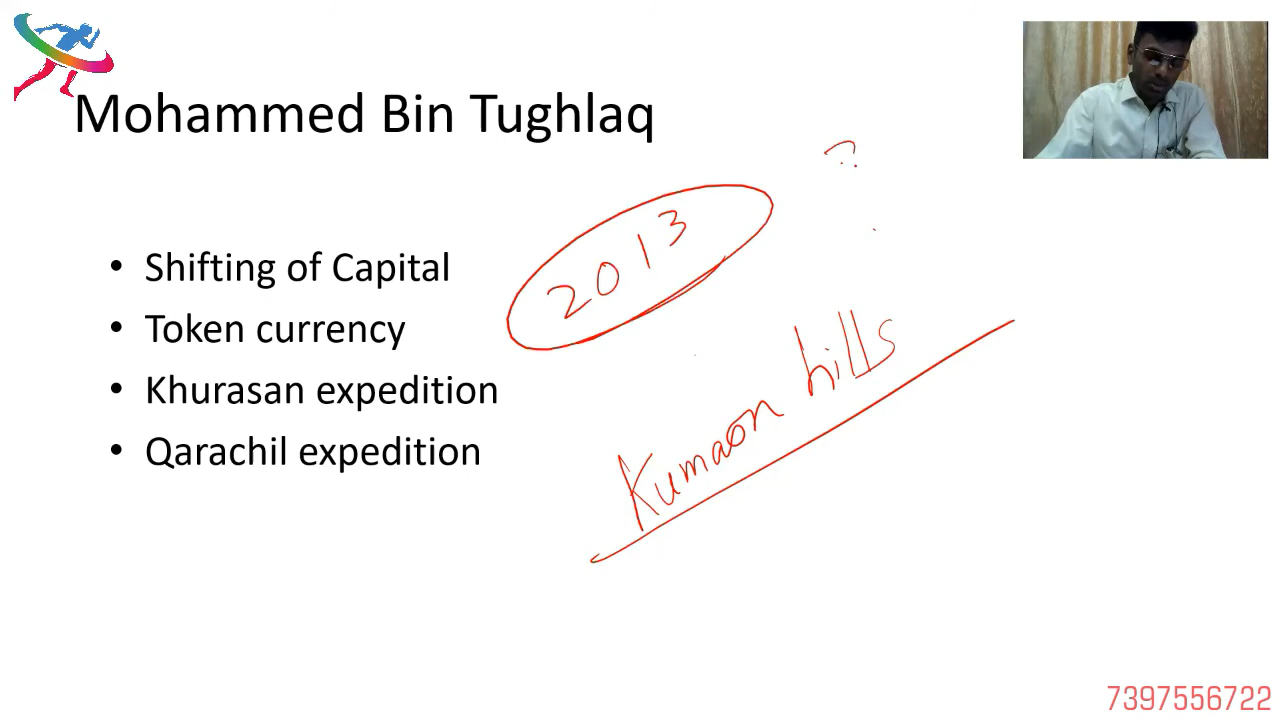 Mohammed Bin Tughlaq
?
2013
• Shifting of Capital
• Token currency
• Khurasan expedition
• Qarachil expedition
Kumaon hills
7397556722